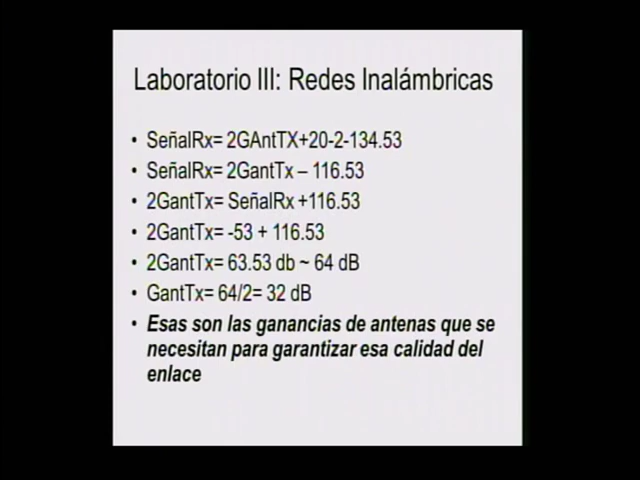 Laboratorio III: Redes Inalámbricas
• SeñalRx= 2GAntTX+20-2-134.53
• SeñalRx= 2GantTx – 116.53
• 2GantTx= SeñalRx +116.53
• 2GantTx= -53 + 116.53
• 2GantTx= 63.53 db ~ 64 dB
• GantTx= 64/2= 32 dB
• Esas son las ganancias de antenas que se
necesitan para garantizar esa calidad del
enlace